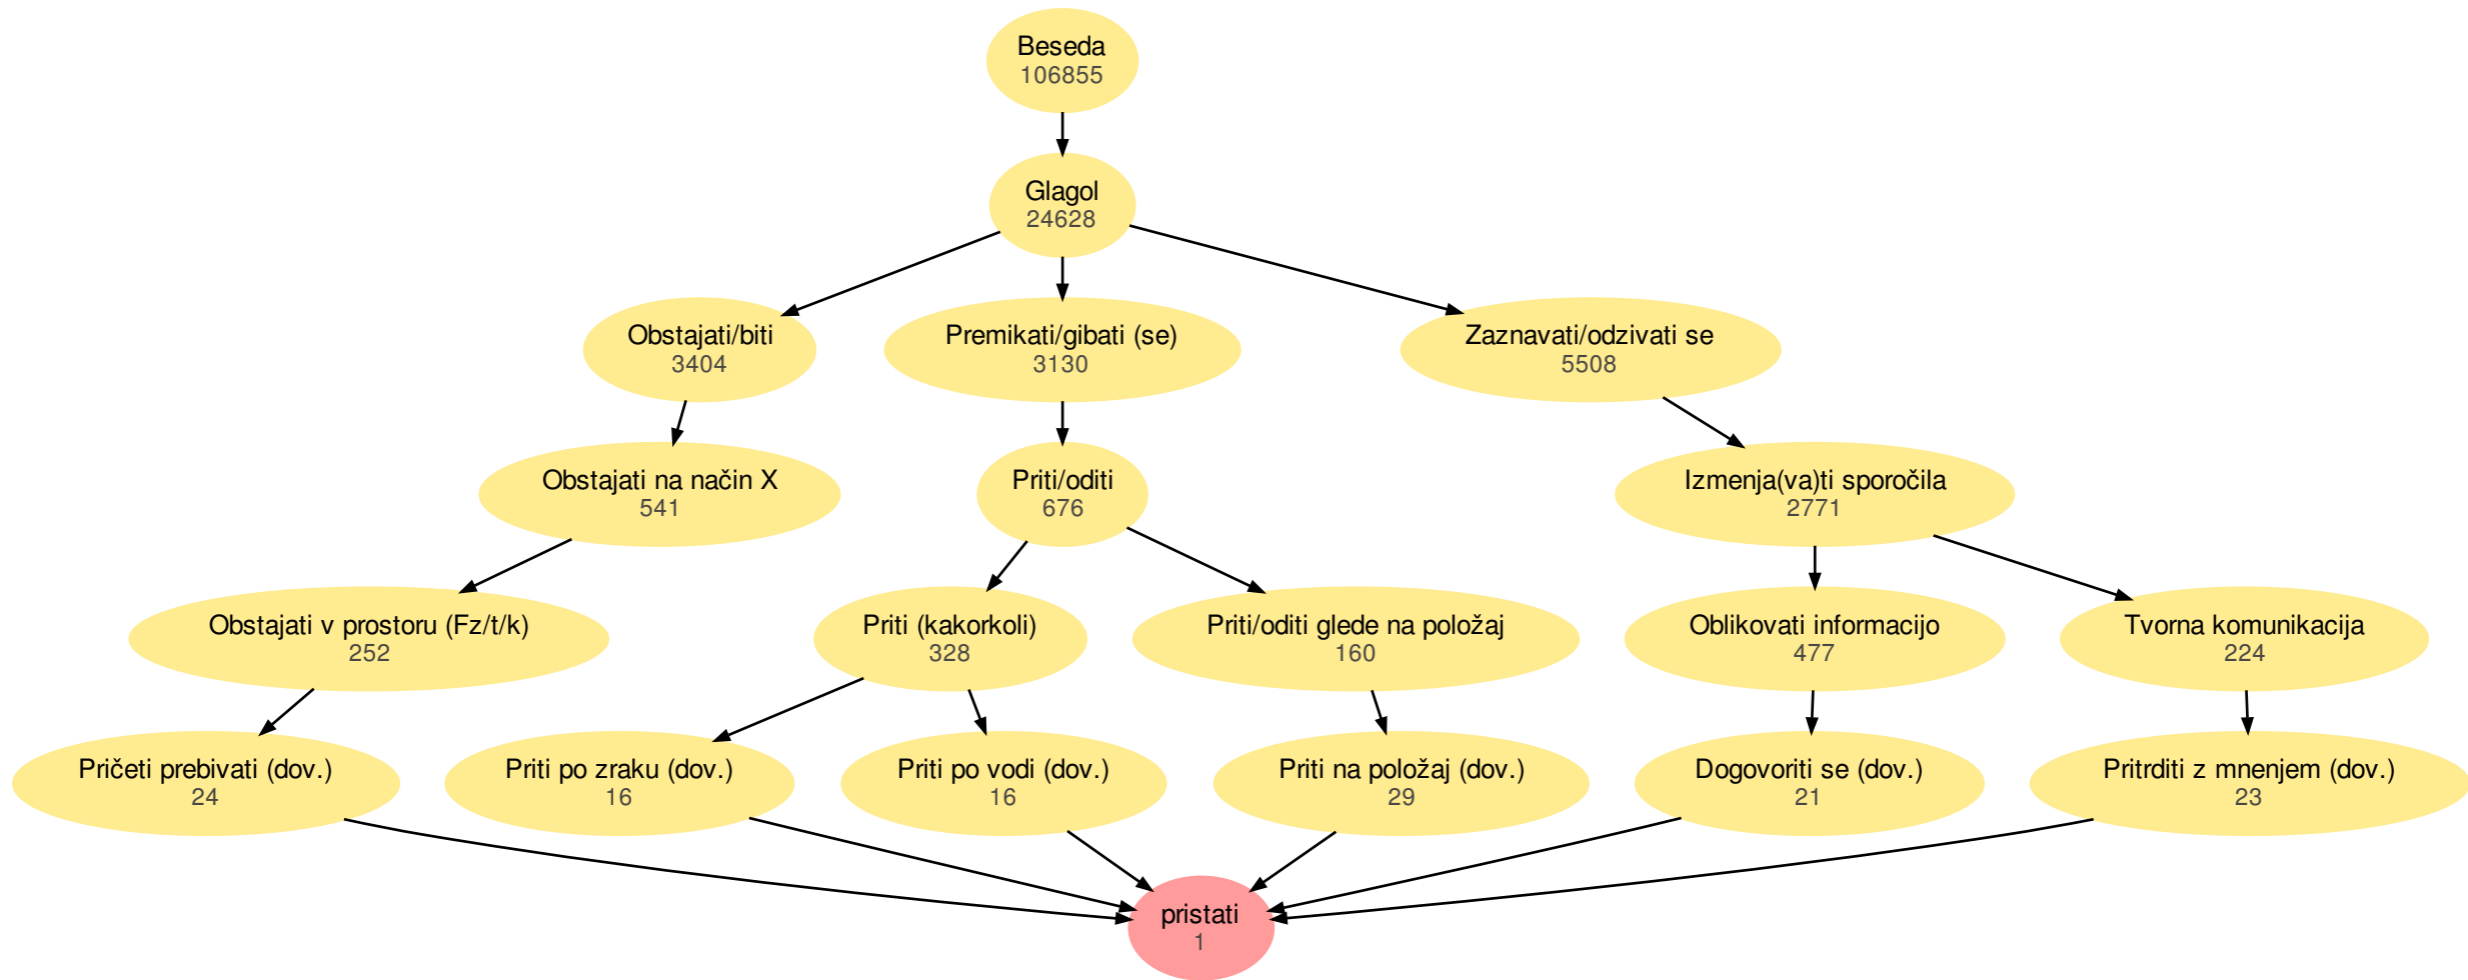 Beseda
106855
Glagol
24628
Obstajati/biti
3404
Premikati/gibati (se)
3130
Zaznavati/odzivati se
5508
Obstajati na način X
541
Priti/oditi
676
Izmenja(va)ti sporočila
2771
Obstajati v prostoru (Fz/t/k)
252
Priti (kakorkoli)
328
Priti/oditi glede na položaj
160
Oblikovati informacijo
477
Tvorna komunikacija
224
Pričeti prebivati (dov.)
24
Priti po zraku (dov.)
16
Priti po vodi (dov.)
16
Priti na položaj (dov.)
29
Dogovoriti se (dov.)
21
Pritrditi z mnenjem (dov.)
23
pristati
1